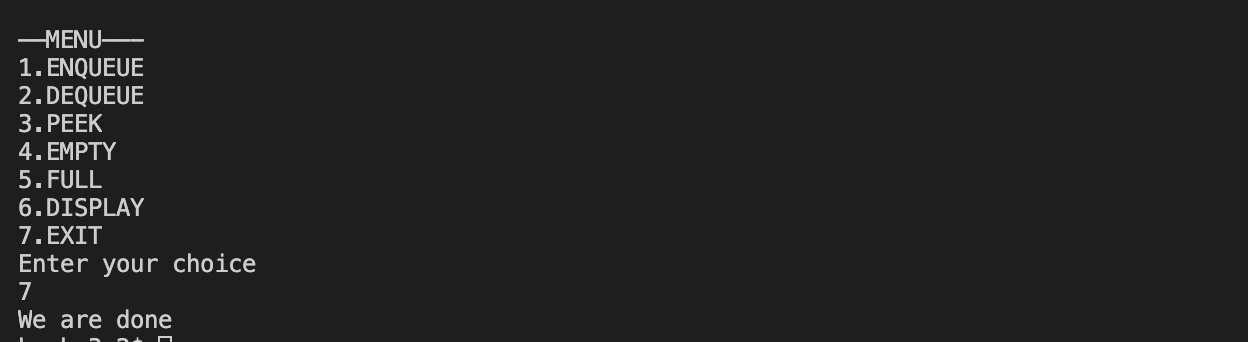 ——MENU———
1.ENQUEUE
2.DEQUEUE
3.PEEK
4.EMPTY
5.FULL
6.DISPLAY
7.EXIT
Enter your choice
7
We are done